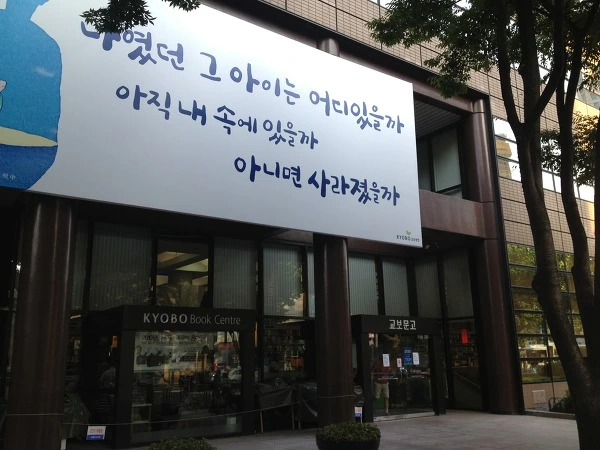 나였던 그 아이는 어디있을까
아직 내 속에 있을까
아니면 사라졌을까
KYOBO
KYOBO Book Centre
교보문고